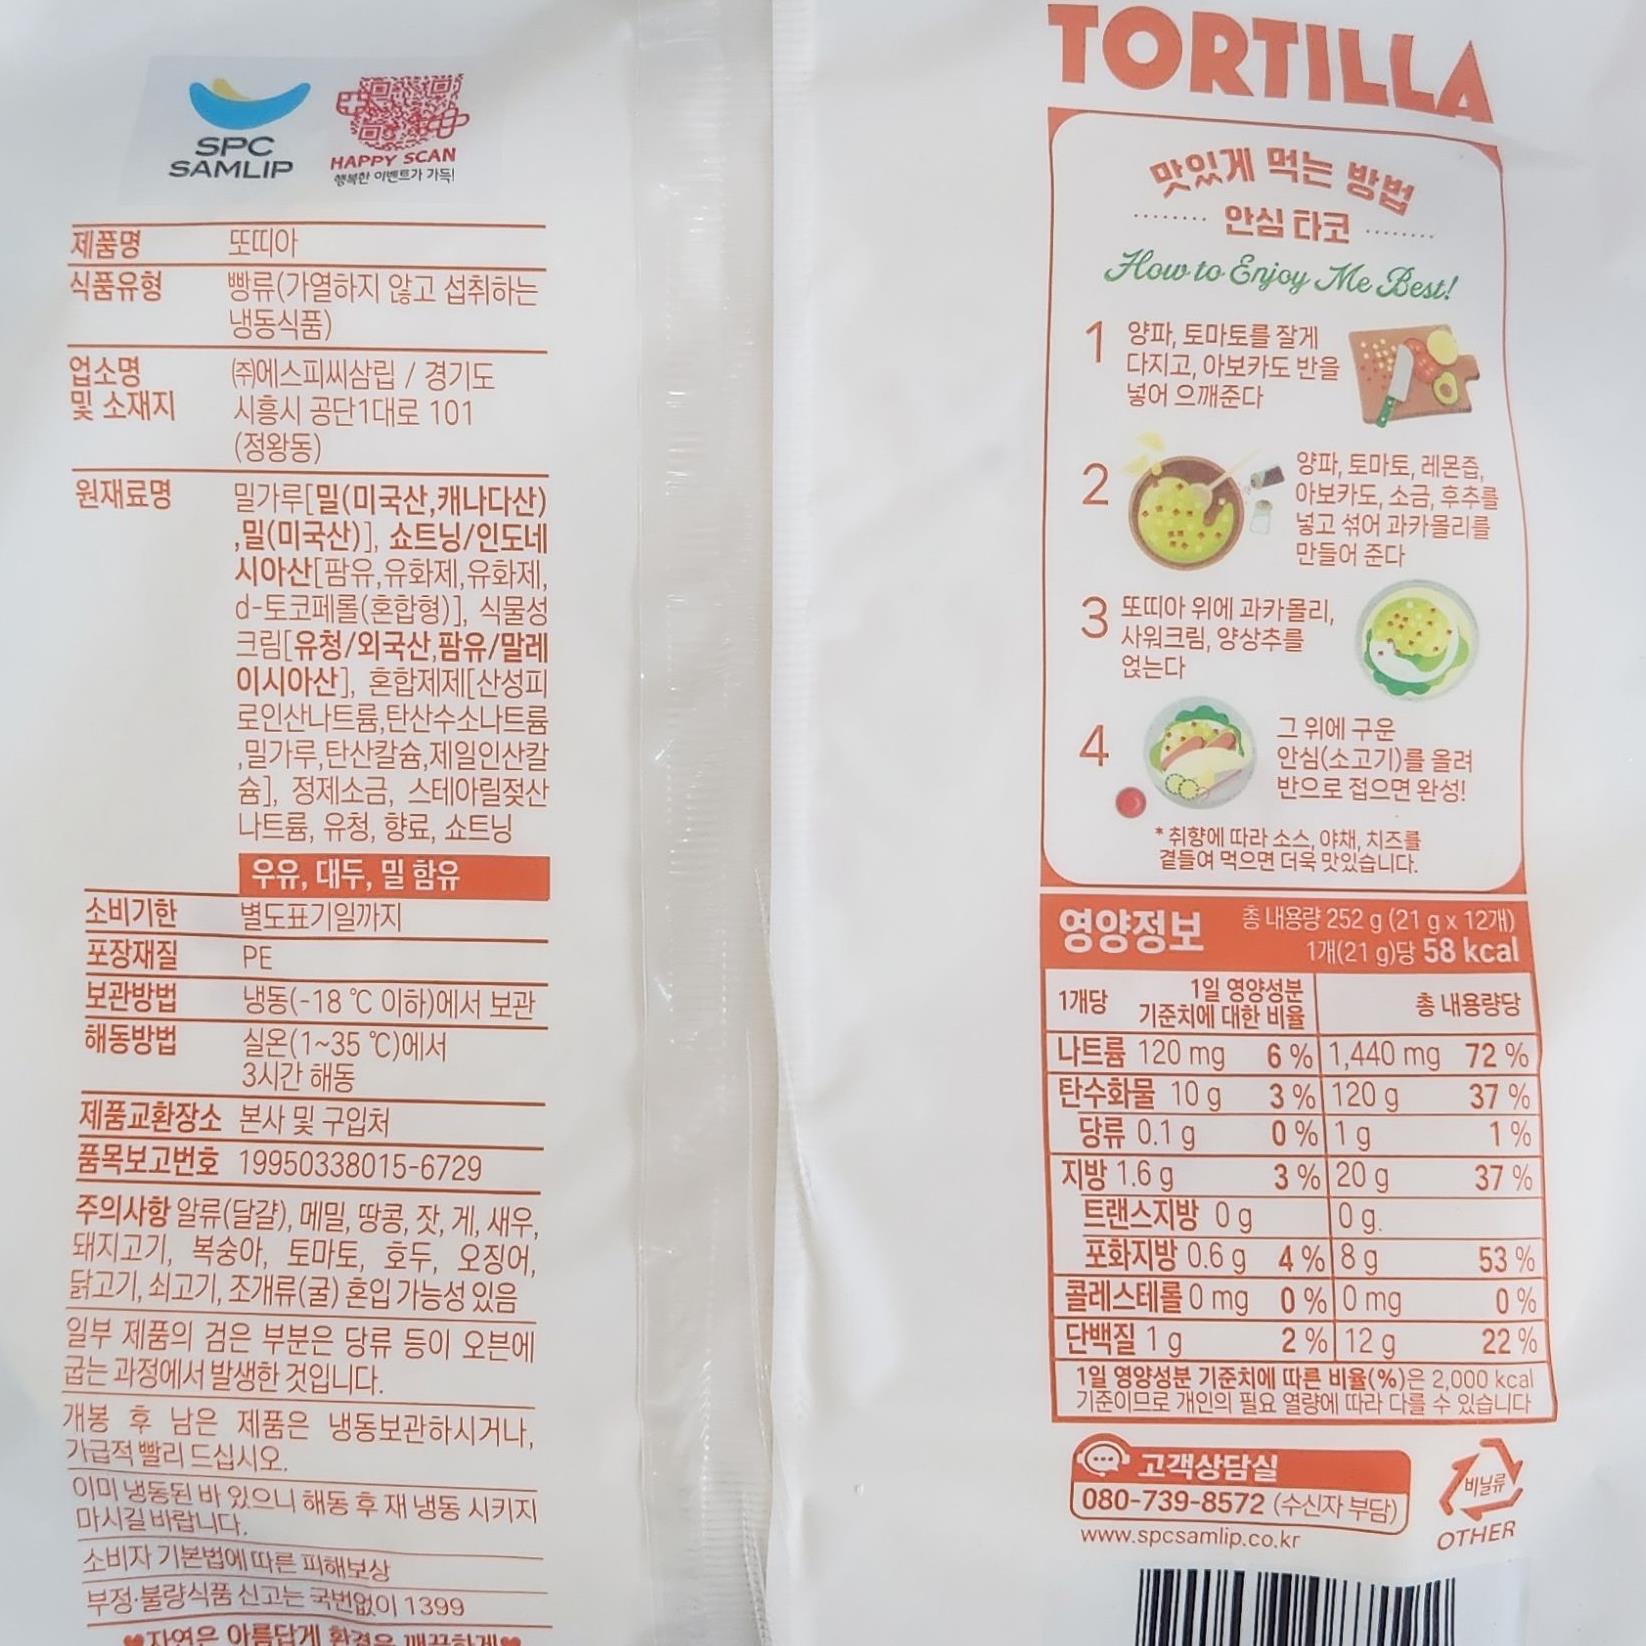 SPC
SAMLIP
HAPPY SCAN
행복한 이벤트가 가득!
제품명 또띠아
식품유형 빵류(가열하지 않고 섭취하는
냉동식품)
업소명 ㈜에스피씨삼립 / 경기도
및 소재지 시흥시 공단1대로 101
(정왕동)
원재료명 밀가루[밀(미국산,캐나다산)
,밀(미국산)], 쇼트닝/인도네
시아산[팜유,유화제,유화제,
d-토코페롤(혼합형)], 식물성
크림[유청/외국산,팜유/말레
이시아산], 혼합제제[산성피
로인산나트륨,탄산수소나트륨
,밀가루,탄산칼슘,제일인산칼
슘], 정제소금, 스테아릴젖산
나트륨, 유청, 향료, 쇼트닝
우유, 대두, 밀 함유
소비기한 별도표기일까지
포장재질 PE
보관방법 냉동(-18 ℃ 이하)에서 보관
해동방법 실온(1~35 ℃)에서
3시간 해동
제품교환장소 본사 및 구입처
품목보고번호 19950338015-6729
주의사항 알류(달걀), 메밀, 땅콩, 잣, 게, 새우,
돼지고기, 복숭아, 토마토, 호두, 오징어,
닭고기, 쇠고기, 조개류(굴) 혼입 가능성 있음
일부 제품의 검은 부분은 당류 등이 오븐에
굽는 과정에서 발생한 것입니다.
개봉 후 남은 제품은 냉동보관하시거나,
가급적 빨리 드십시오.
이미 냉동된 바 있으니 해동 후 재 냉동 시키지
마시길 바랍니다.
소비자 기본법에 따른 피해보상
부정·불량식품 신고는 국번없이 1399
♥자연은 아름답게 환경은 깨끗하게♥
TORTILLA
맛있게 먹는 방법
........ 안심 타코 ........
How to Enjoy Me Best!
1 양파, 토마토를 잘게
다지고, 아보카도 반을
넣어 으깨준다
2 양파, 토마토, 레몬즙,
아보카도, 소금, 후추를
넣고 섞어 과카몰리를
만들어 준다
3 또띠아 위에 과카몰리,
사워크림, 양상추를
얹는다
4 그 위에 구운
안심(소고기)를 올려
반으로 접으면 완성!
* 취향에 따라 소스, 야채, 치즈를
곁들여 먹으면 더욱 맛있습니다.
영양정보 총 내용량 252 g (21 g x 12개)
1개(21 g)당 58 kcal
1개당 1일 영양성분 기준치에 대한 비율 총 내용량당
나트륨 120 mg 6 % 1,440 mg 72 %
탄수화물 10 g 3 % 120 g 37 %
당류 0.1 g 0 % 1 g 1 %
지방 1.6 g 3 % 20 g 37 %
트랜스지방 0 g 0 g.
포화지방 0.6 g 4 % 8 g 53 %
콜레스테롤 0 mg 0 % 0 mg 0 %
단백질 1 g 2 % 12 g 22 %
1일 영양성분 기준치에 따른 비율(%)은 2,000 kcal
기준이므로 개인의 필요 열량에 따라 다를 수 있습니다
고객상담실
080-739-8572 (수신자 부담)
www.spcsamlip.co.kr
비닐류
OTHER